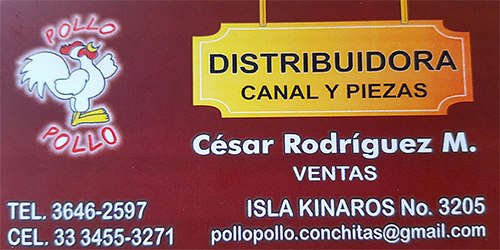 POLLO
POLLO
DISTRIBUIDORA
CANAL Y PIEZAS
César Rodríguez M.
VENTAS
TEL. 3646-2597
CEL. 33 3455-3271
ISLA KINAROS No. 3205
pollopollo.conchitas@gmail.com